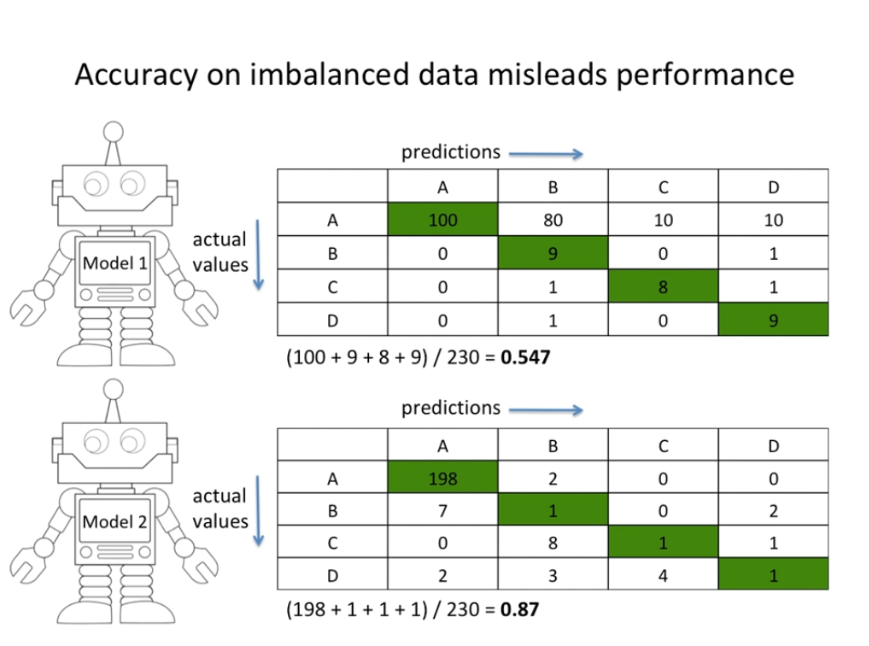 Accuracy on imbalanced data misleads performance
predictions
A B C D
A 100 80 10 10
B 0 9 0 1
C 0 1 8 1
D 0 1 0 9
actual
values
Model 1
(100 + 9 + 8 + 9) / 230 = 0.547
predictions
A B C D
A 198 2 0 0
B 7 1 0 2
C 0 8 1 1
D 2 3 4 1
actual
values
Model 2
(198 + 1 + 1 + 1) / 230 = 0.87